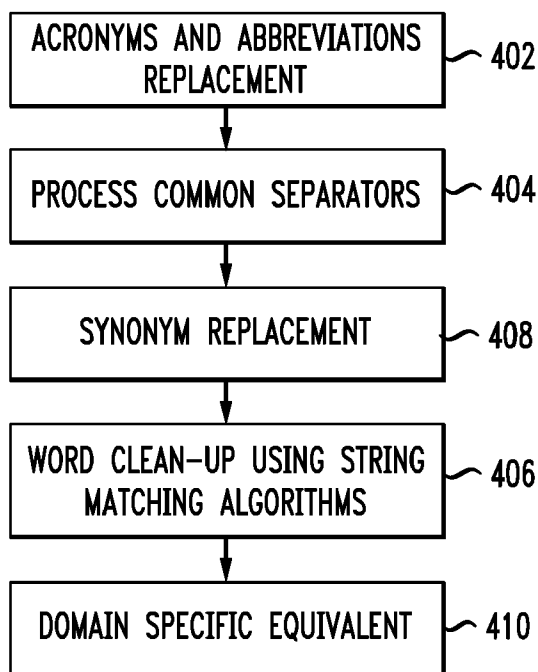 ACRONYMS AND ABBREVIATIONS
REPLACEMENT
402
PROCESS COMMON SEPARATORS
404
SYNONYM REPLACEMENT
408
WORD CLEAN-UP USING STRING
MATCHING ALGORITHMS
406
DOMAIN SPECIFIC EQUIVALENT
410